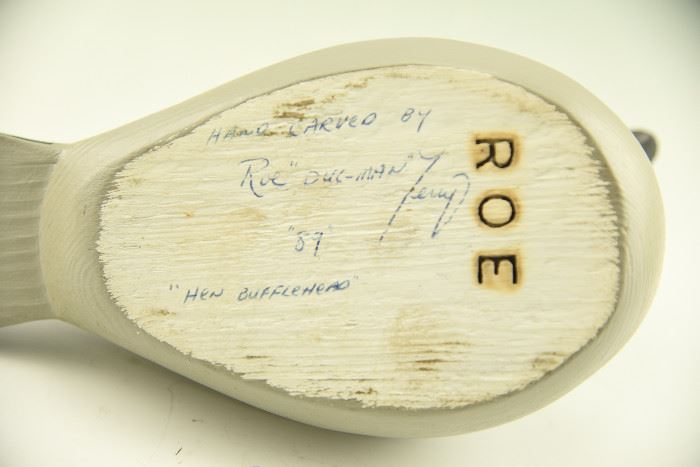 HAND CARVED BY
Roe "DUC-MAN" Terry
"89"
"HEN BUFFLEHEAD"
ROE